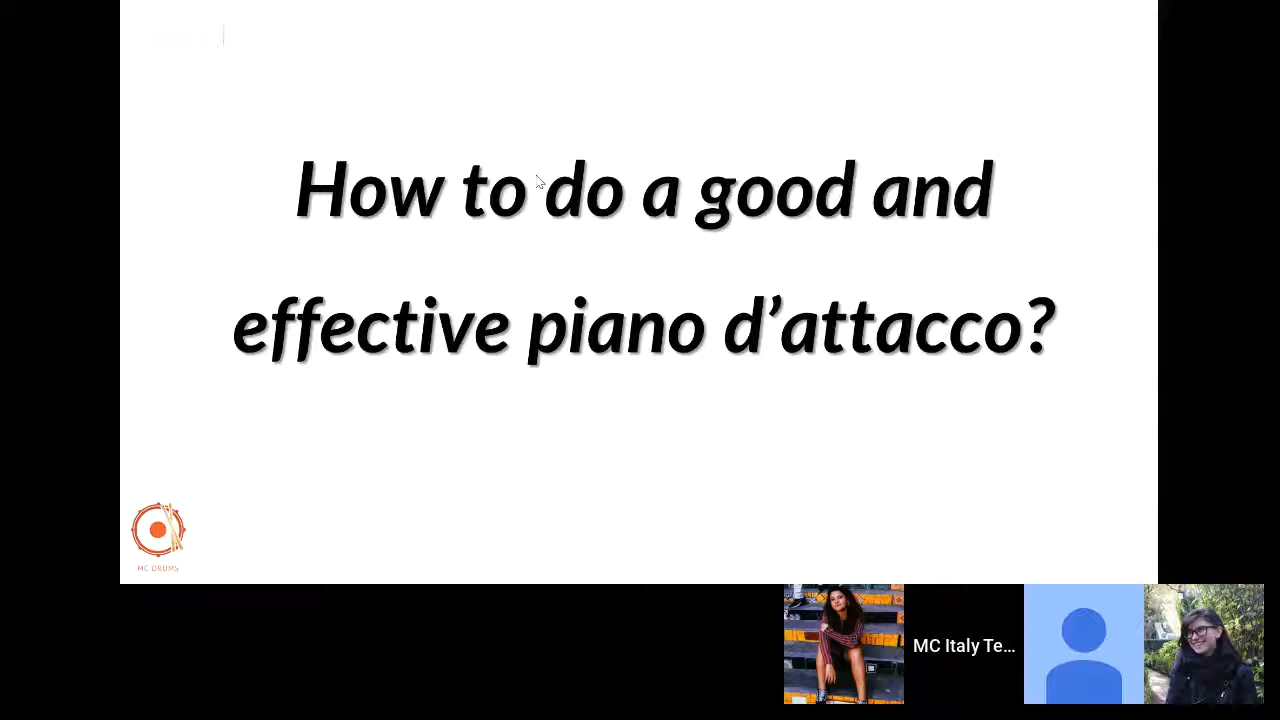 How to do a good and
effective piano d’attacco?
MC DRUMS
MC Italy Te...